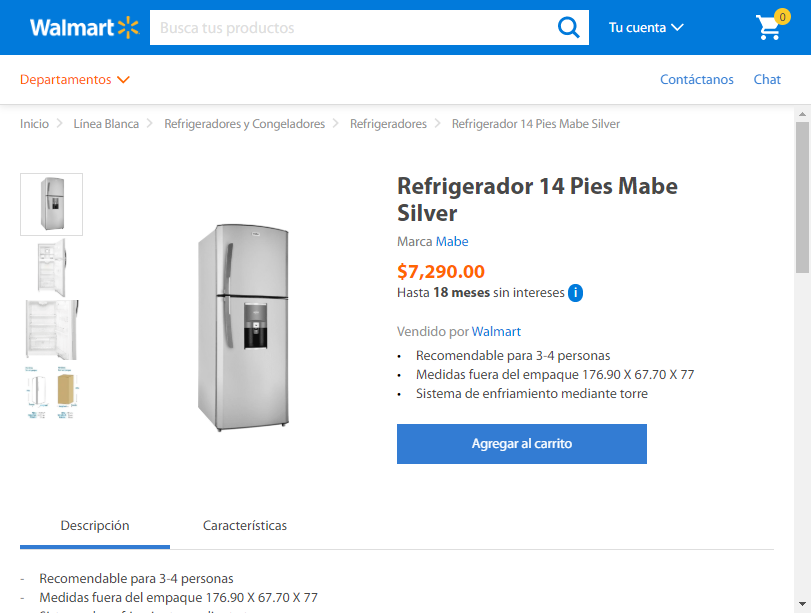 Walmart
Busca tus productos
Tu cuenta
0
Departamentos
Contáctanos
Chat
Inicio
Línea Blanca
Refrigeradores y Congeladores
Refrigeradores
Refrigerador 14 Pies Mabe Silver
Refrigerador 14 Pies Mabe
Silver
Marca Mabe
$7,290.00
Hasta 18 meses sin intereses i
Vendido por Walmart
• Recomendable para 3-4 personas
• Medidas fuera del empaque 176.90 X 67.70 X 77
• Sistema de enfriamiento mediante torre
Agregar al carrito
Descripción
Características
- Recomendable para 3-4 personas
- Medidas fuera del empaque 176.90 X 67.70 X 77